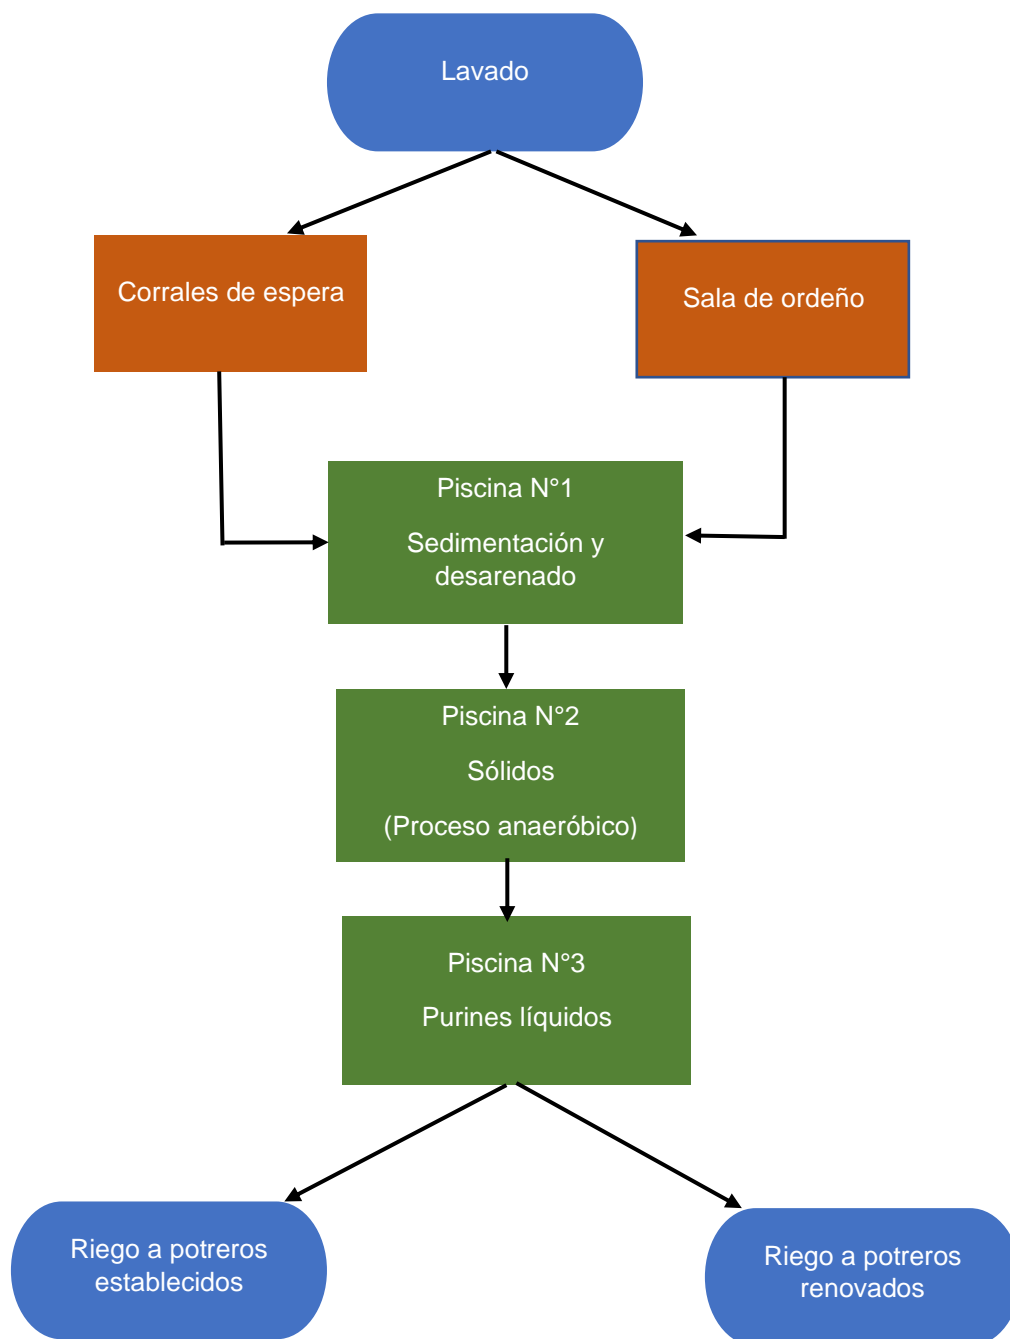 Lavado
Corrales de espera
Sala de ordeño
Piscina N°1
Sedimentación y
desarenado
Piscina N°2
Sólidos
(Proceso anaeróbico)
Piscina N°3
Purines líquidos
Riego a potreros
establecidos
Riego a potreros
renovados